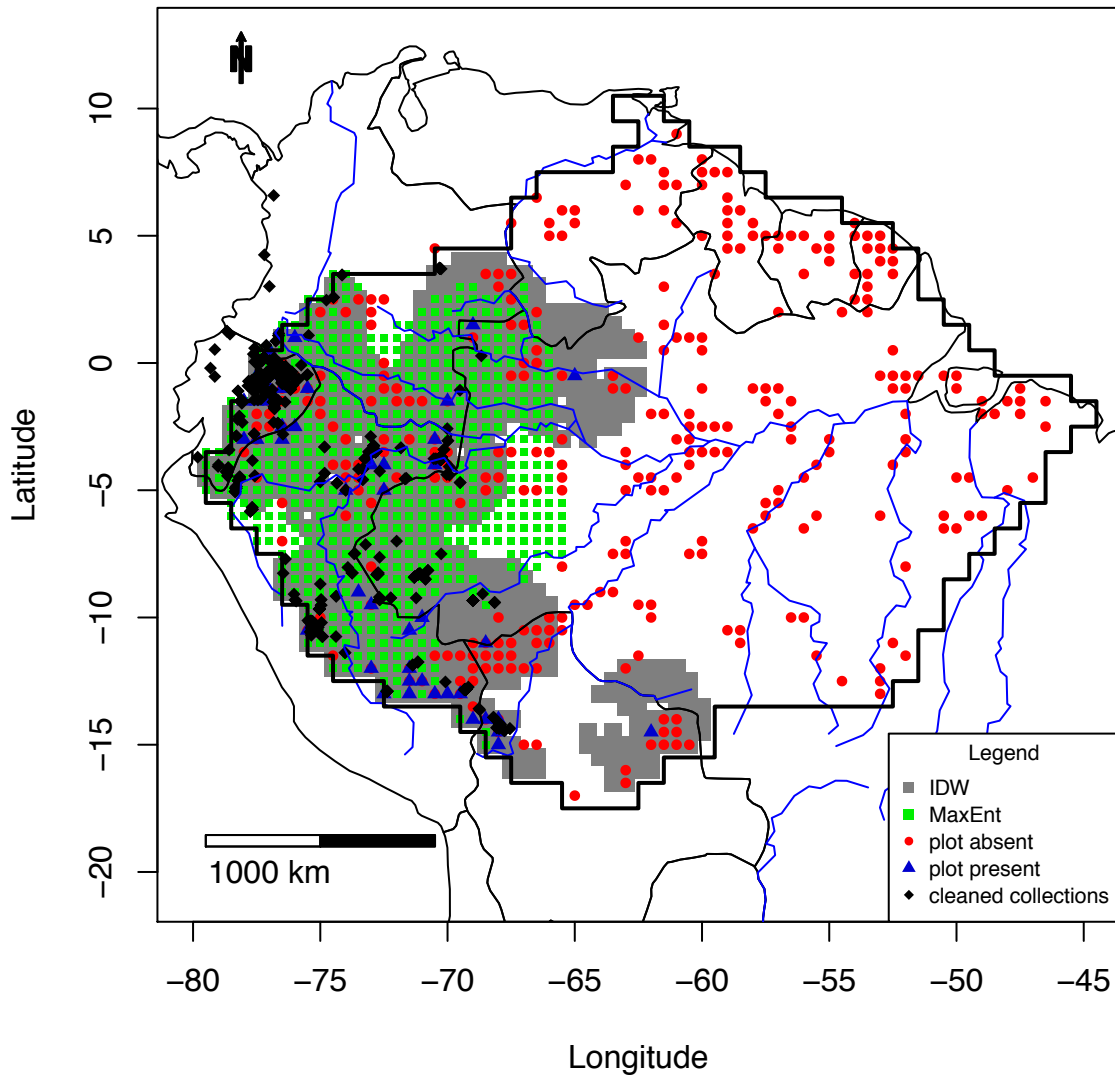 N
10
5
0
−5
−10
−15
−20
Latitude
1000 km
Legend
IDW
MaxEnt
plot absent
plot present
cleaned collections
−80
−75
−70
−65
−60
−55
−50
−45
Longitude